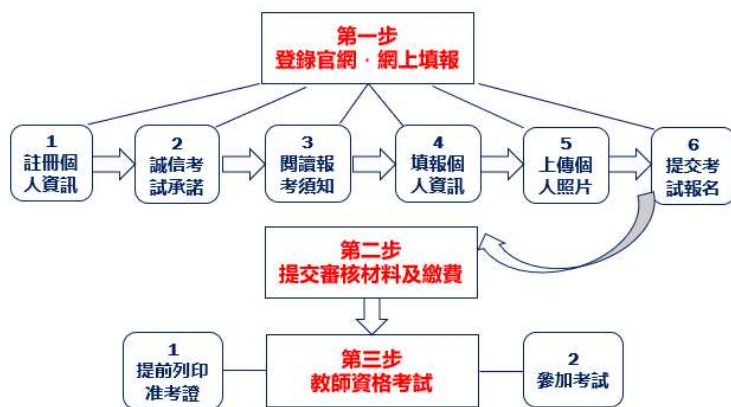 第一步
登錄官網．網上填報
1
註冊個
人資訊
2
誠信考
試承諾
3
閱讀報
考須知
4
填報個
人資訊
5
上傳個
人照片
6
提交考
試報名
第二步
提交審核材料及繳費
1
提前列印
准考證
第三步
教師資格考試
2
參加考試